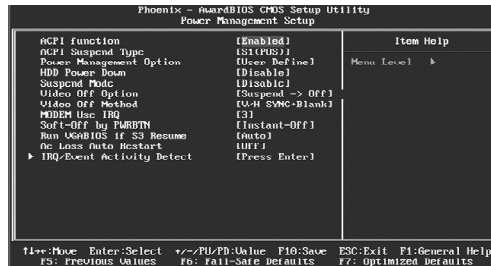 Phoenix - AwardBIOS CMOS Setup Utility
Power Management Setup
ACPI function [Enabled]
ACPI Suspend Type [S1(POS)]
Power Management Option [User Define]
HDD Power Down [Disable]
Suspend Mode [Disable]
Video Off Option [Suspend -> Off]
Video Off Method [V/H SYNC+Blank]
MODEM Use IRQ [3]
Soft-Off by PWRBTN [Instant-Off]
Run VGABIOS if S3 Resume [Auto]
Ac Loss Auto Restart [Off]
▶ IRQ/Event Activity Detect [Press Enter]
Item Help
Menu Level ▶
↑↓→←:Move Enter:Select +/-/PU/PD:Value F10:Save ESC:Exit F1:General Help
F5: Previous Values F6: Fail-Safe Defaults F7: Optimized Defaults